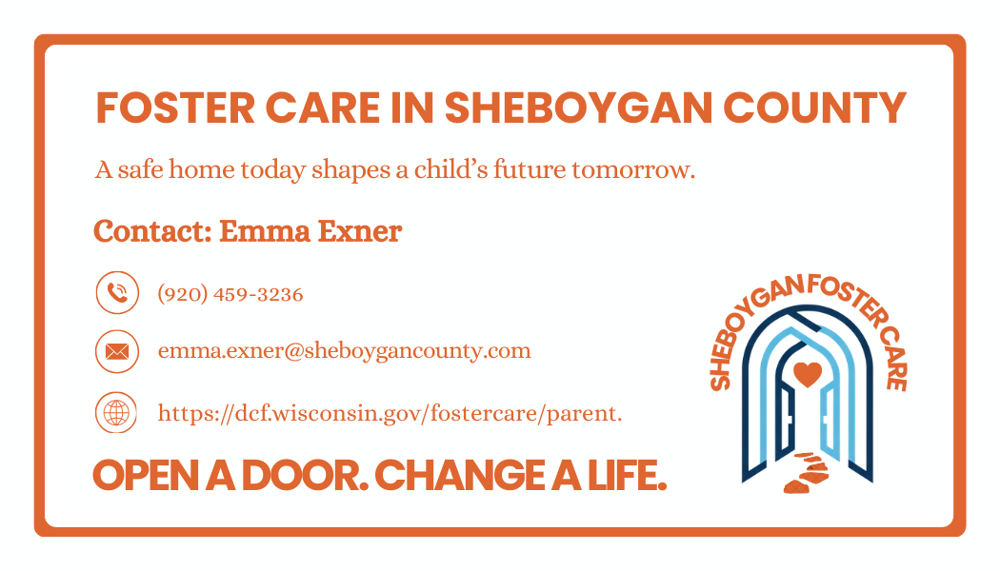 FOSTER CARE IN SHEBOYGAN COUNTY
A safe home today shapes a child’s future tomorrow.
Contact: Emma Exner
(920) 459-3236
emma.exner@sheboygancounty.com
https://dcf.wisconsin.gov/fostercare/parent.
SHEBOYGAN FOSTER CARE
OPEN A DOOR. CHANGE A LIFE.